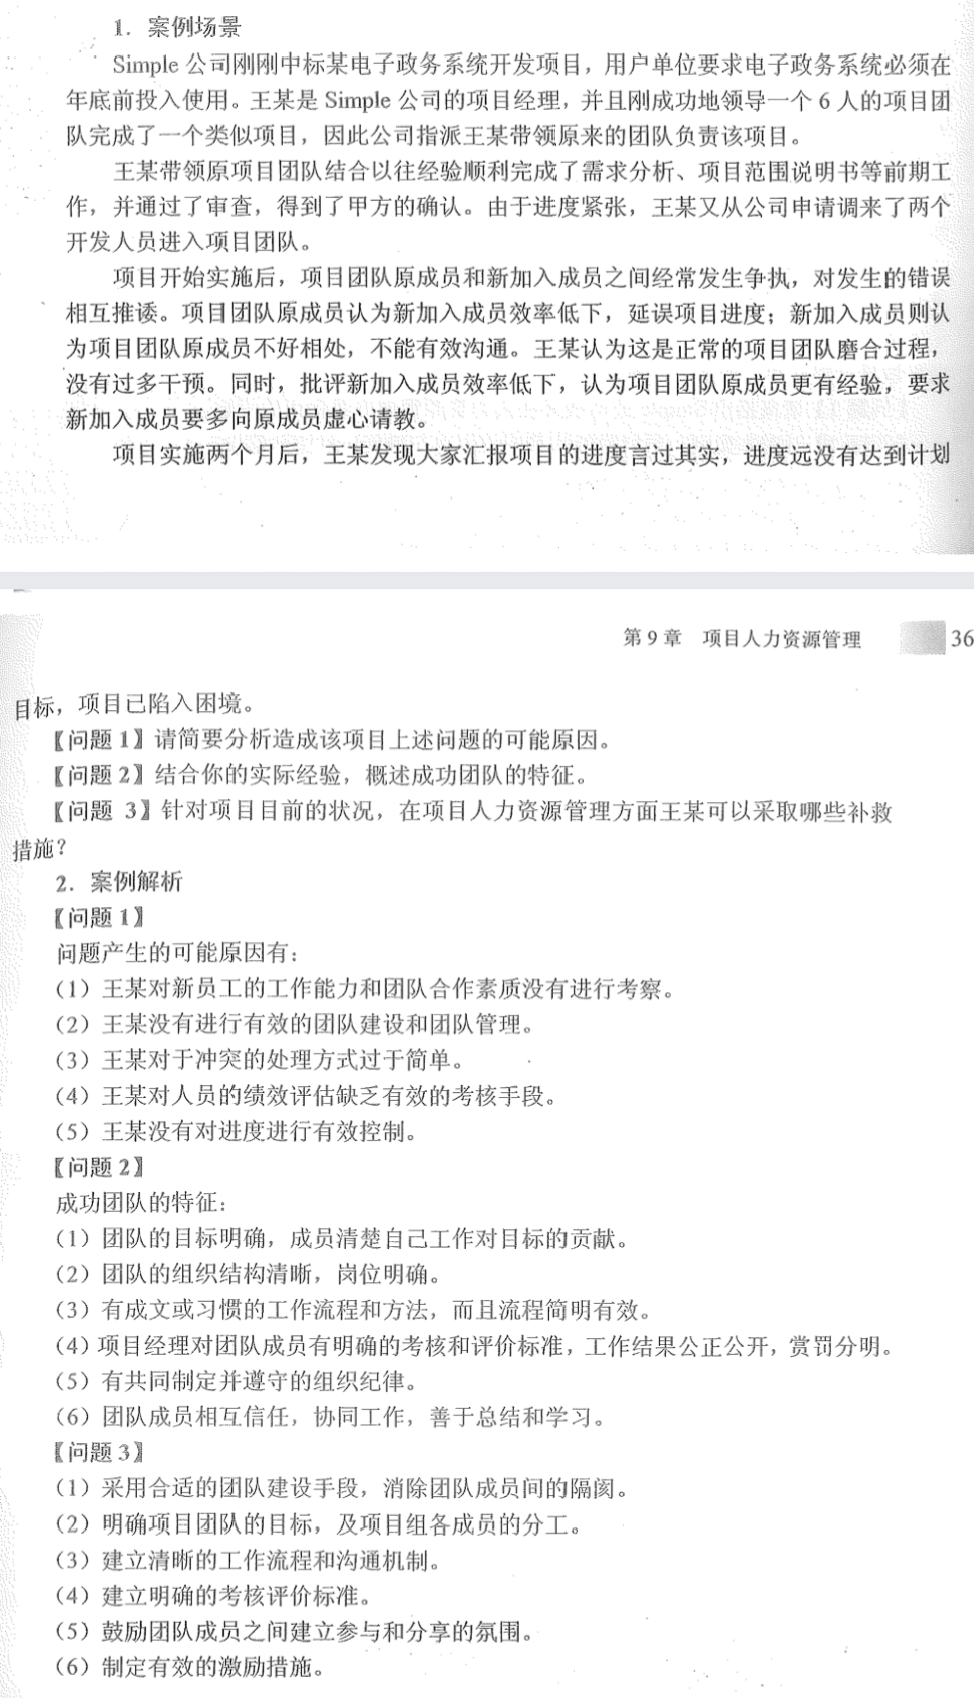 1．案例场景
Simple 公司刚刚中标某电子政务系统开发项目，用户单位要求电子政务系统必须在
年底前投入使用。王某是 Simple 公司的项目经理，并且刚成功地领导一个 6 人的项目团
队完成了一个类似项目，因此公司指派王某带领原来的团队负责该项目。
王某带领原项目团队结合以往经验顺利完成了需求分析、项目范围说明书等前期工
作，并通过了审查，得到了甲方的确认。由于进度紧张，王某又从公司申请调来了两个
开发人员进入项目团队。
项目开始实施后，项目团队原成员和新加入成员之间经常发生争执，对发生的错误
相互推诿。项目团队原成员认为新加入成员效率低下，延误项目进度；新加入成员则认
为项目团队原成员不好相处，不能有效沟通。王某认为这是正常的项目团队磨合过程，
没有过多干预。同时，批评新加入成员效率低下，认为项目团队原成员更有经验，要求
新加入成员要多向原成员虚心请教。
项目实施两个月后，王某发现大家汇报项目的进度言过其实，进度远没有达到计划
第 9 章　项目人力资源管理　36
目标，项目已陷入困境。
【问题 1】请简要分析造成该项目上述问题的可能原因。
【问题 2】结合你的实际经验，概述成功团队的特征。
【问题 3】针对项目目前的状况，在项目人力资源管理方面王某可以采取哪些补救
措施？
2．案例解析
【问题 1】
问题产生的可能原因有：
（1）王某对新员工的工作能力和团队合作素质没有进行考察。
（2）王某没有进行有效的团队建设和团队管理。
（3）王某对于冲突的处理方式过于简单。
（4）王某对人员的绩效评估缺乏有效的考核手段。
（5）王某没有对进度进行有效控制。
【问题 2】
成功团队的特征：
（1）团队的目标明确，成员清楚自己工作对目标的贡献。
（2）团队的组织结构清晰，岗位明确。
（3）有成文或习惯的工作流程和方法，而且流程简明有效。
（4）项目经理对团队成员有明确的考核和评价标准，工作结果公正公开，赏罚分明。
（5）有共同制定并遵守的组织纪律。
（6）团队成员相互信任，协同工作，善于总结和学习。
【问题 3】
（1）采用合适的团队建设手段，消除团队成员间的隔阂。
（2）明确项目团队的目标，及项目组各成员的分工。
（3）建立清晰的工作流程和沟通机制。
（4）建立明确的考核评价标准。
（5）鼓励团队成员之间建立参与和分享的氛围。
（6）制定有效的激励措施。